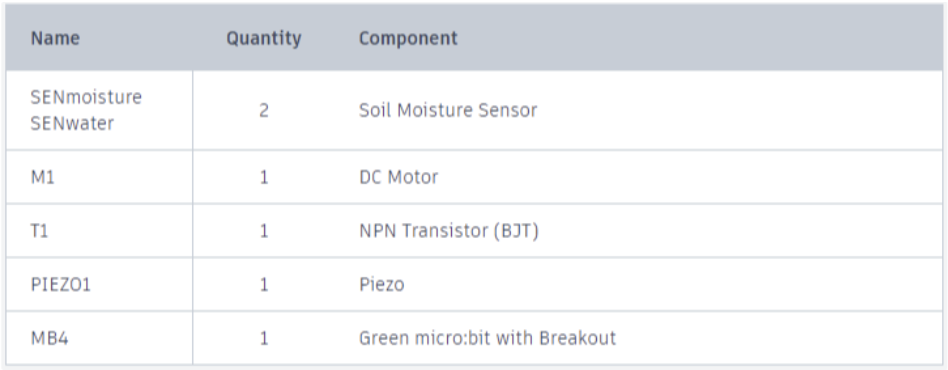 Name Quantity Component
SENmoisture
SENwater 2 Soil Moisture Sensor
M1 1 DC Motor
T1 1 NPN Transistor (BJT)
PIEZO1 1 Piezo
MB4 1 Green micro:bit with Breakout